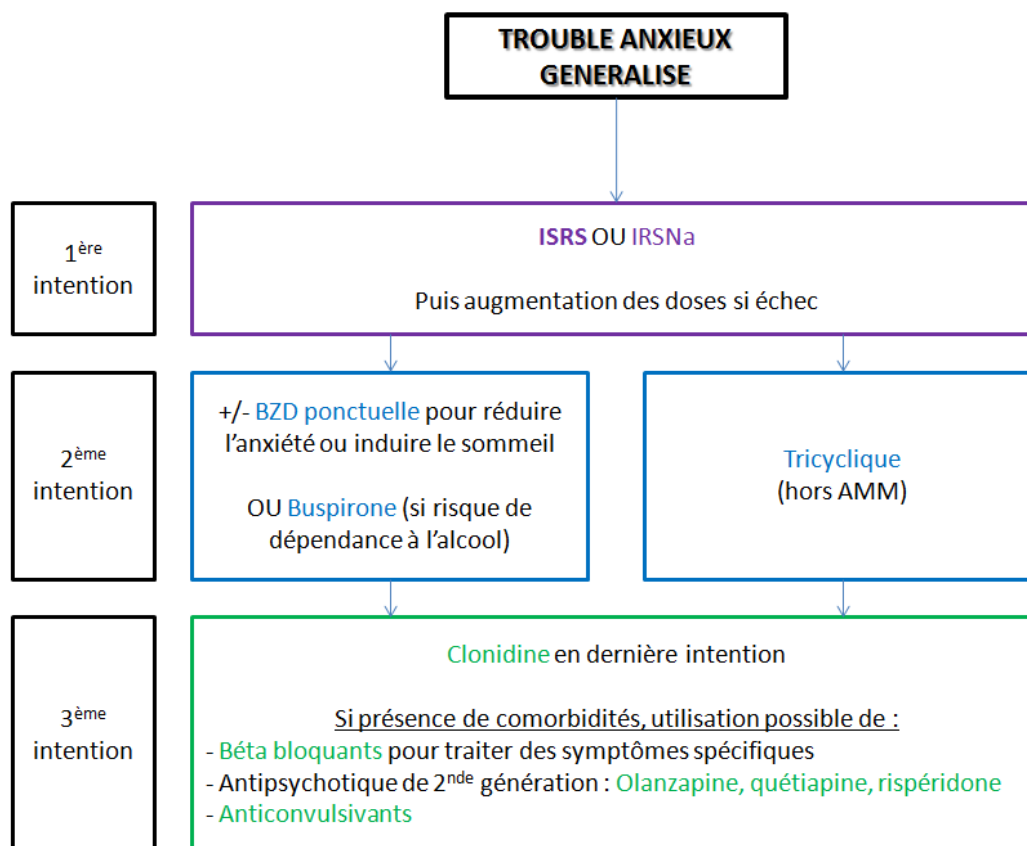 TROUBLE ANXIEUX
GENERALISE
1ère
intention
ISRS OU IRSNa
Puis augmentation des doses si échec
2ème
intention
+/- BZD ponctuelle pour réduire
l’anxiété ou induire le sommeil
OU Buspirone (si risque de
dépendance à l’alcool)
Tricyclique
(hors AMM)
3ème
intention
Clonidine en dernière intention
Si présence de comorbidités, utilisation possible de :
- Béta bloquants pour traiter des symptômes spécifiques
- Antipsychotique de 2nde génération : Olanzapine, quétiapine, rispéridone
- Anticonvulsivants